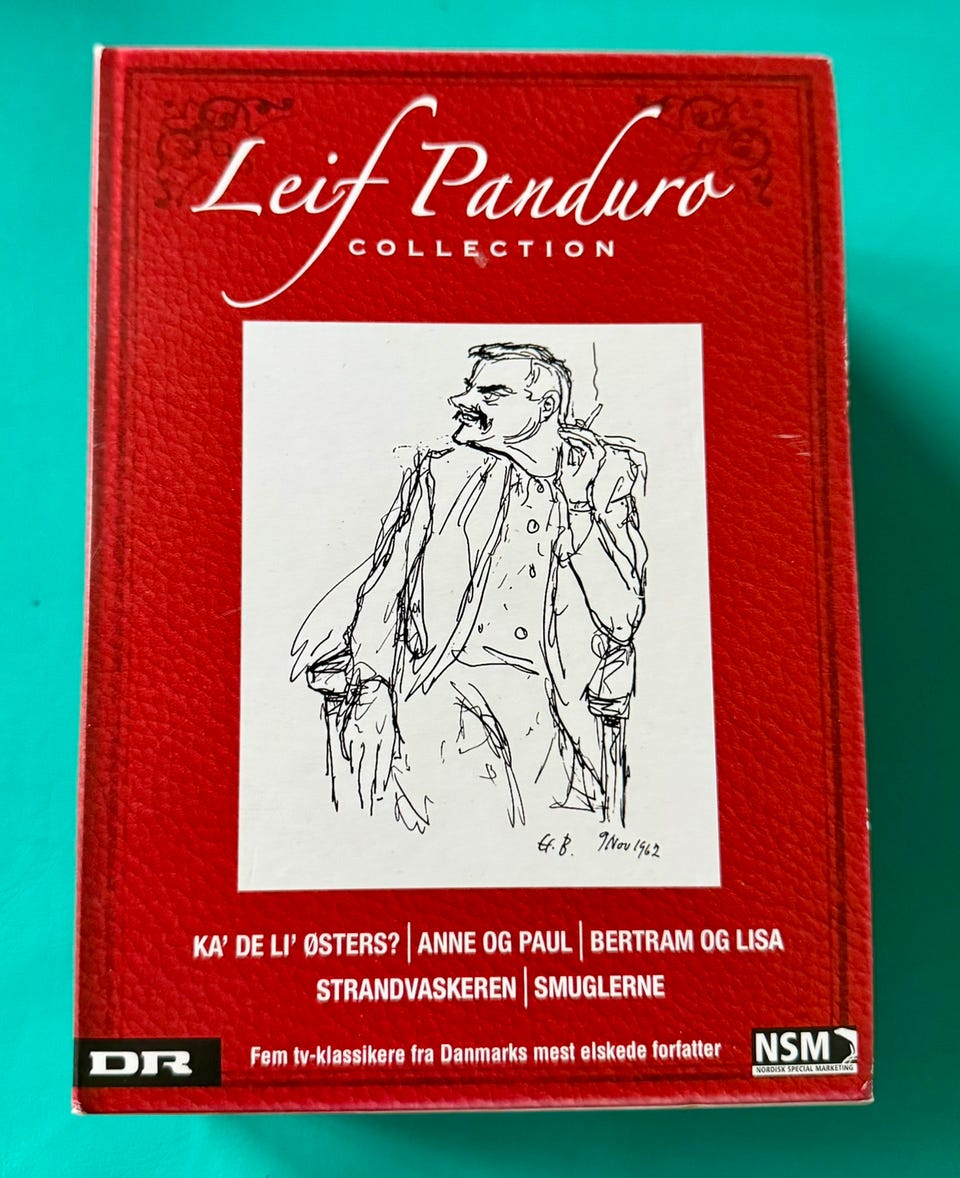 Leif Panduro
COLLECTION
G. B. 9 Nov 1962
KA' DE LI' ØSTERS? | ANNE OG PAUL | BERTRAM OG LISA
STRANDVASKEREN | SMUGLERNE
Fem tv-klassikere fra Danmarks mest elskede forfatter
DR
NSM
NORDISK SPECIAL MARKETING